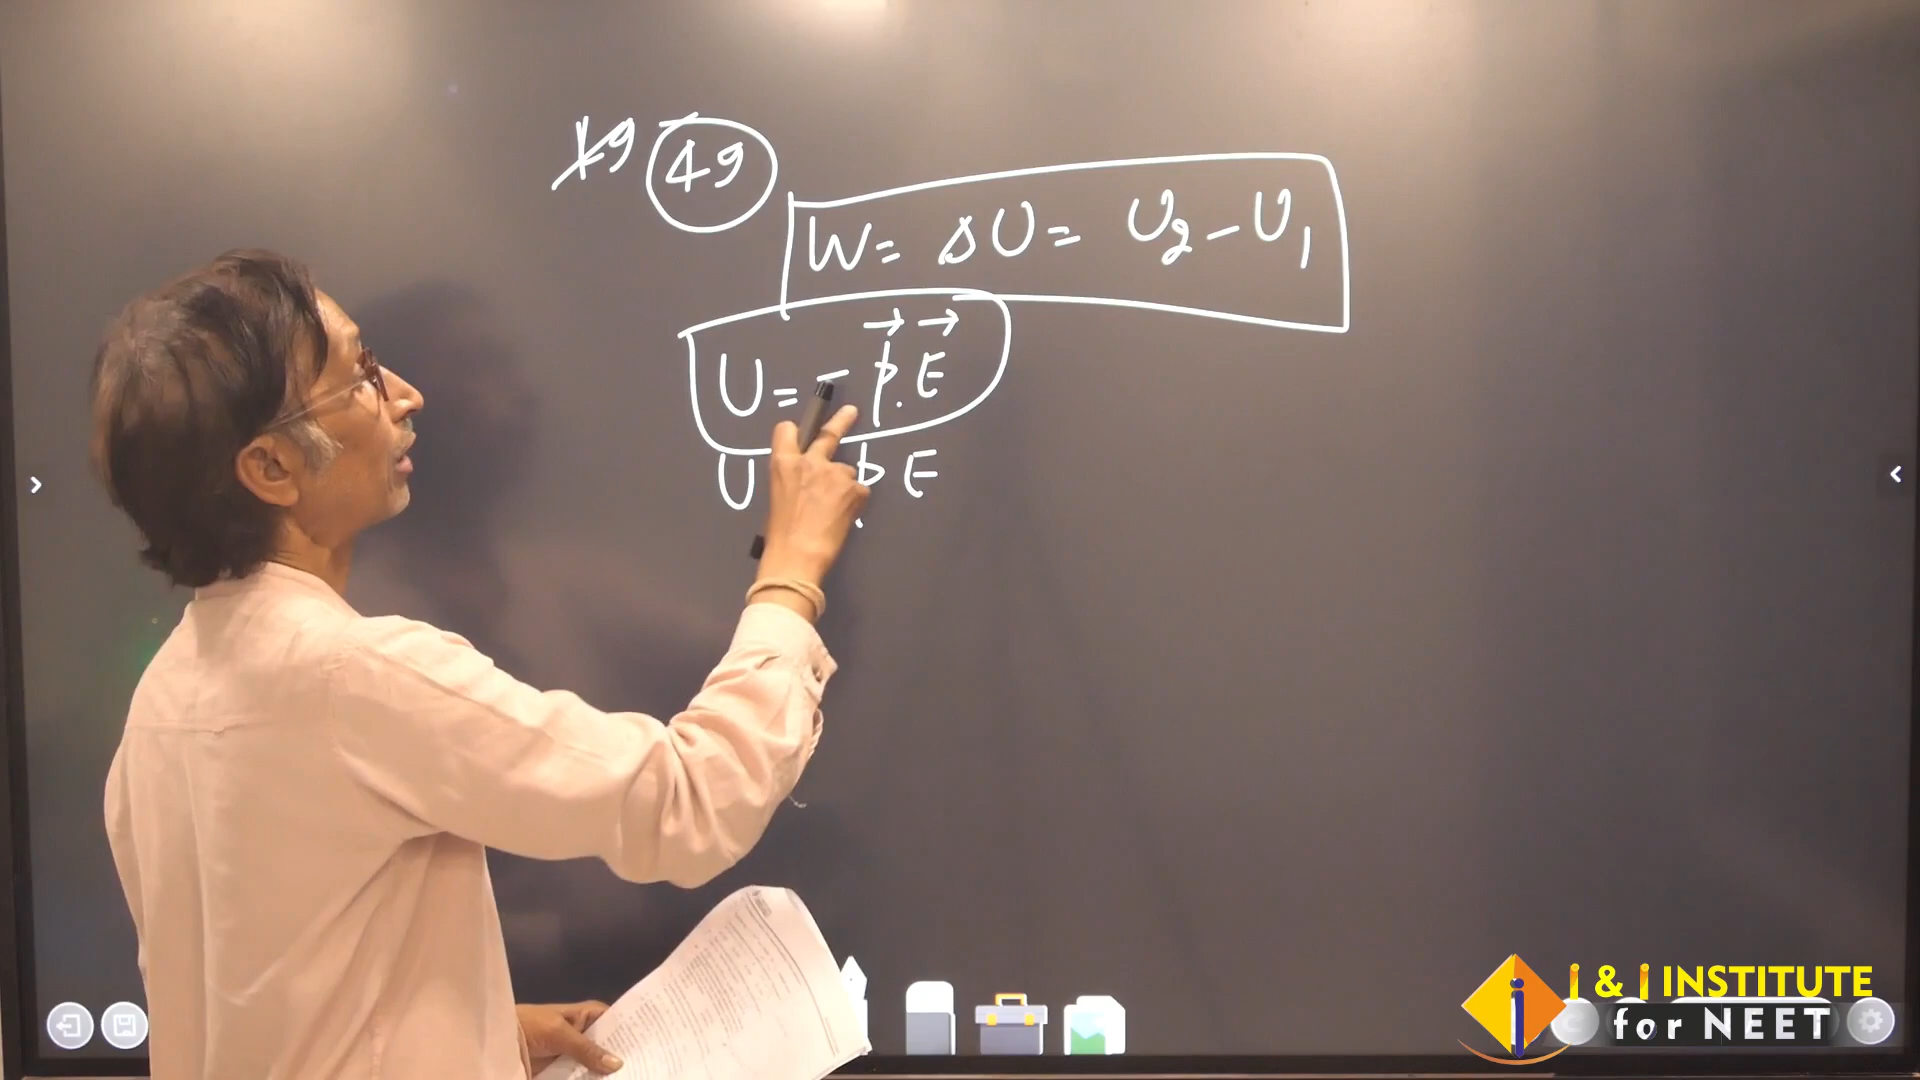 49
W = ΔU = U₂ - U₁
U = - p⃗.E⃗
U p E
i & j INSTITUTE
for NEET